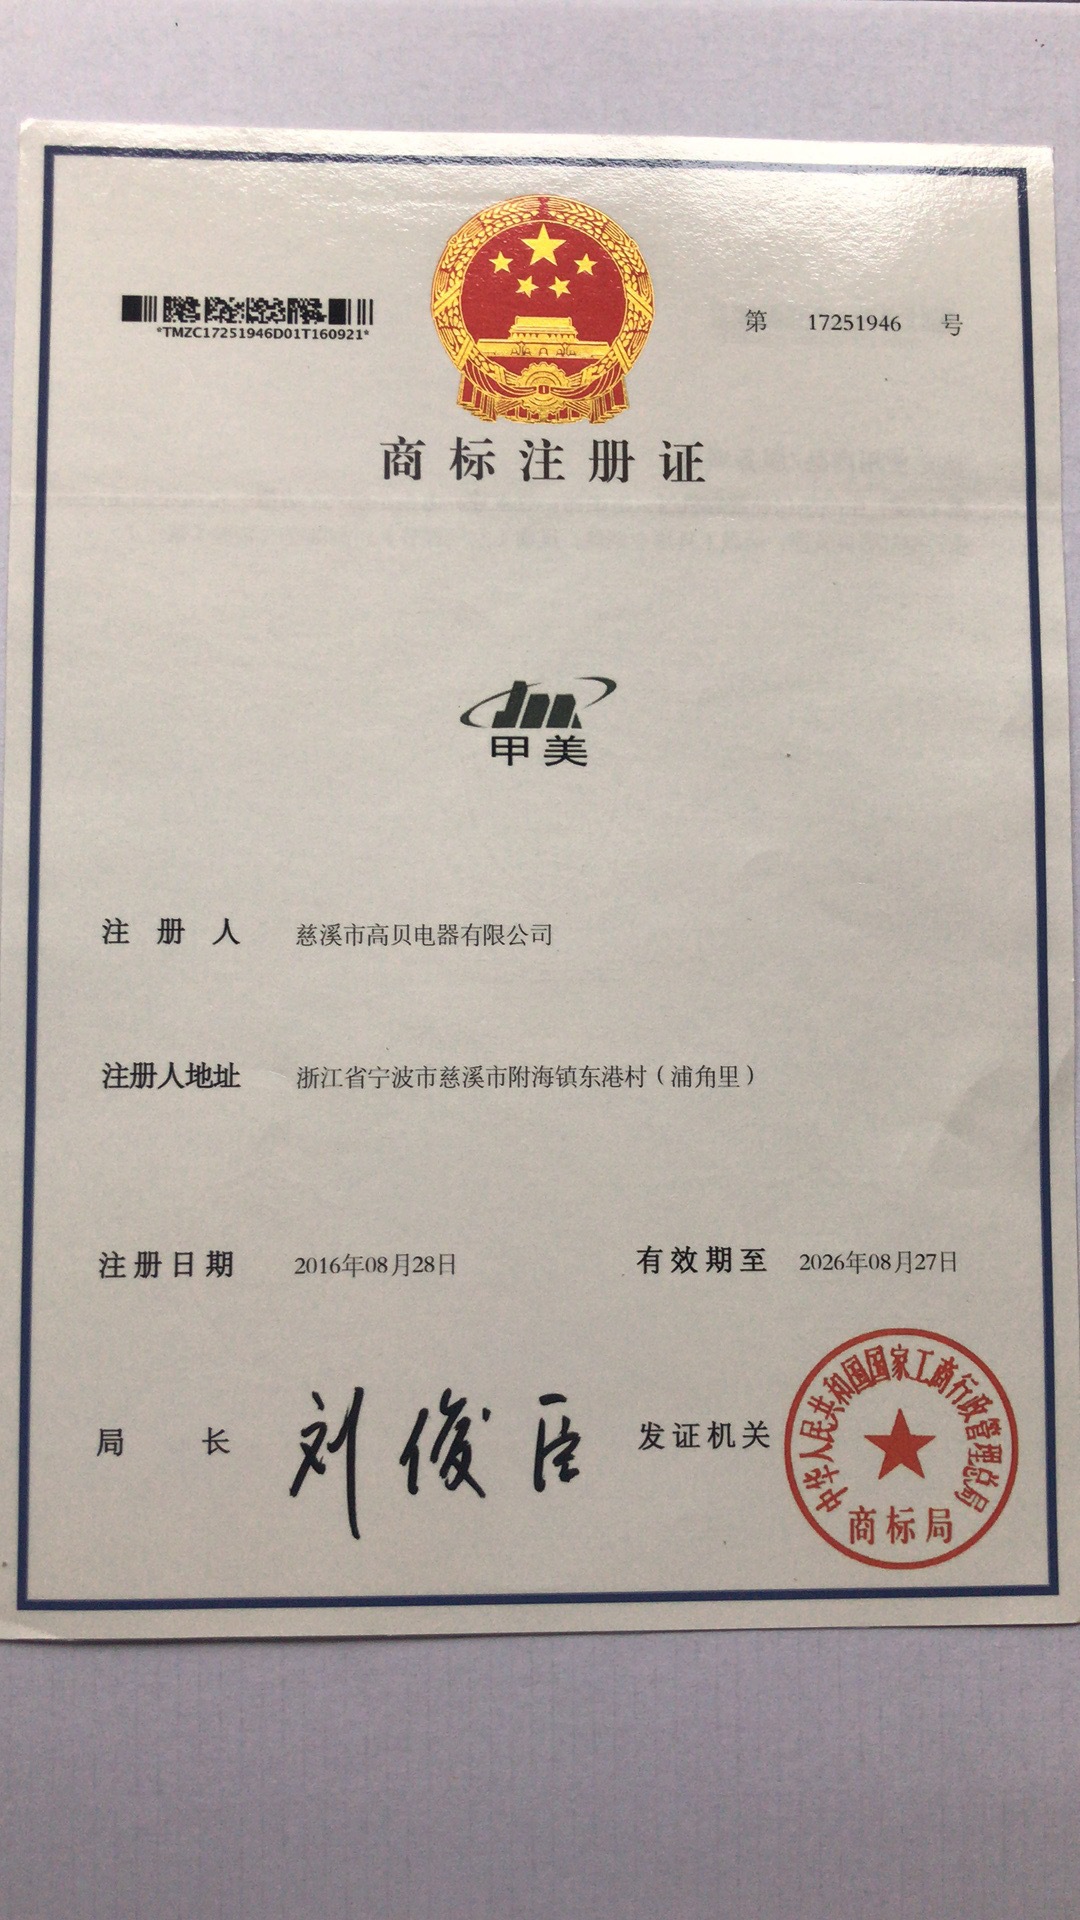 *TMZC17251946D01T160921*
第 17251946 号
商标注册证
JM
甲美
注册人 慈溪市高贝电器有限公司
注册人地址 浙江省宁波市慈溪市附海镇东港村（浦角里）
注册日期 2016年08月28日 有效期至 2026年08月27日
局长 刘俊臣 发证机关
中华人民共和国国家工商行政管理总局
商标局